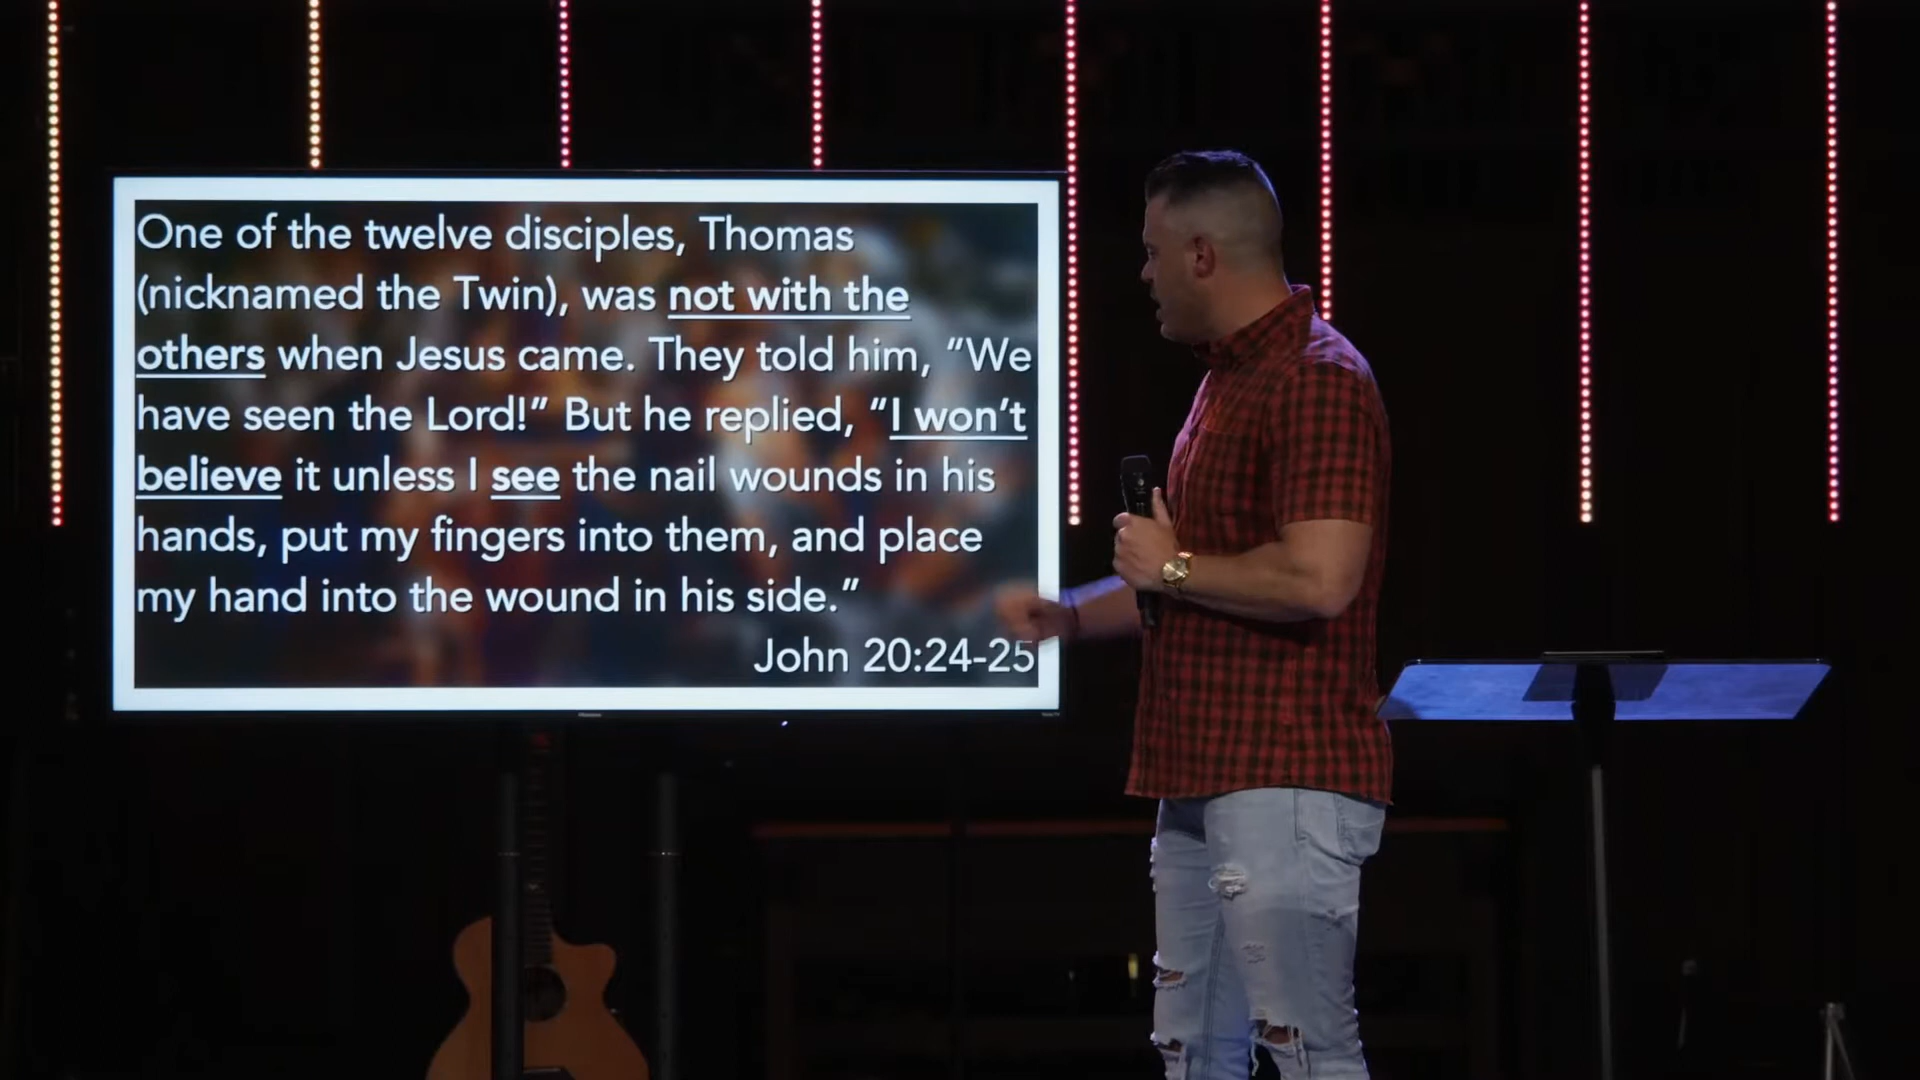 One of the twelve disciples, Thomas
(nicknamed the Twin), was not with the
others when Jesus came. They told him, "We
have seen the Lord!" But he replied, "I won't
believe it unless I see the nail wounds in his
hands, put my fingers into them, and place
my hand into the wound in his side."
John 20:24-25